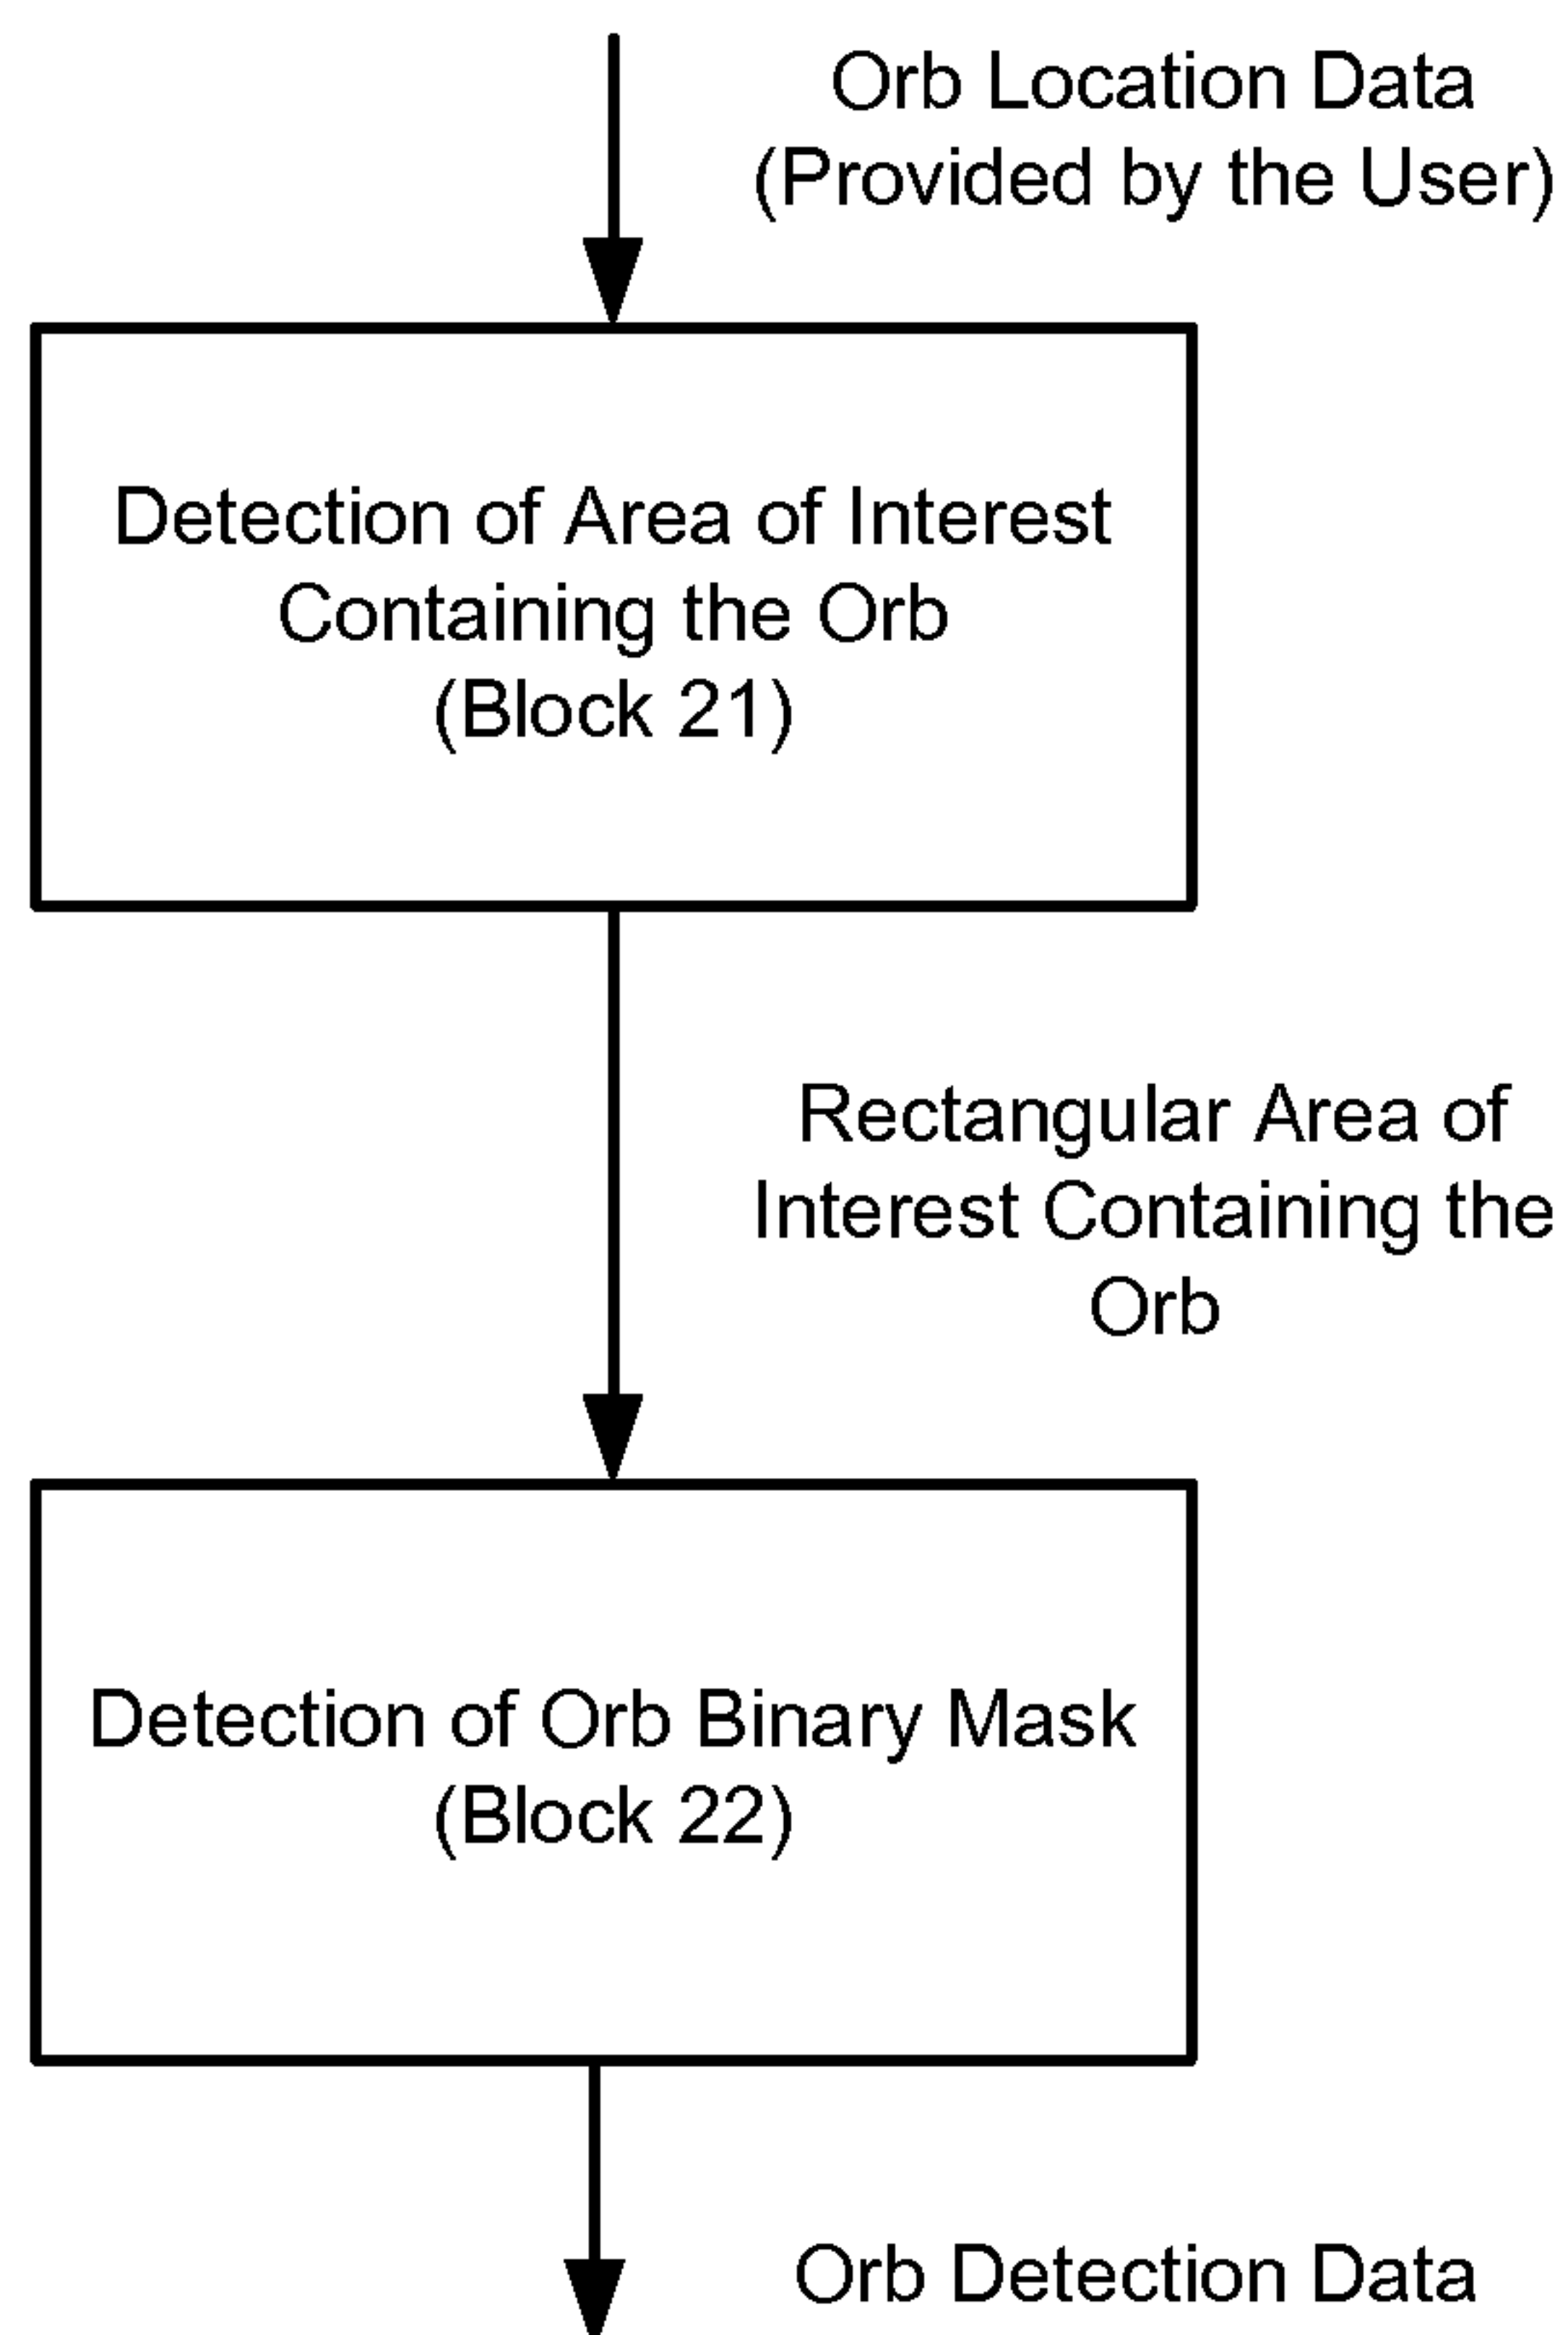 Orb Location Data
(Provided by the User)
Detection of Area of Interest
Containing the Orb
(Block 21)
Rectangular Area of
Interest Containing the
Orb
Detection of Orb Binary Mask
(Block 22)
Orb Detection Data